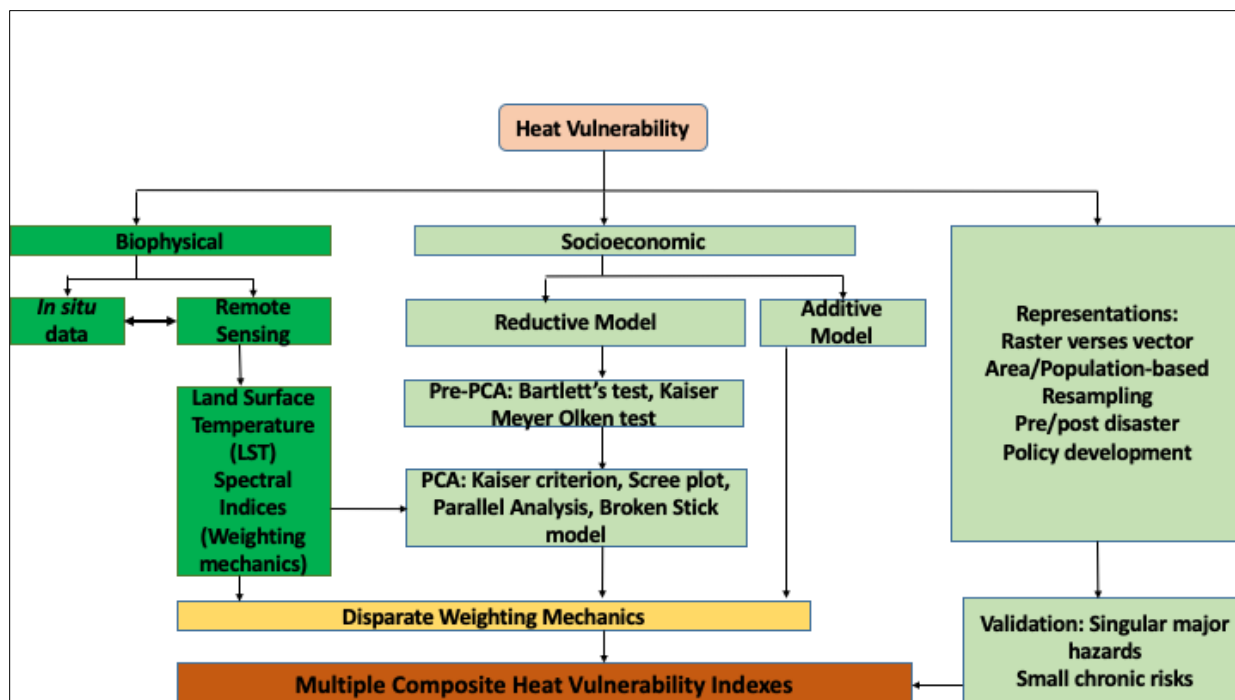 Heat Vulnerability
Biophysical
Socioeconomic
In situ
data
Remote
Sensing
Reductive Model
Additive
Model
Representations:
Raster verses vector
Area/Population-based
Resampling
Pre/post disaster
Policy development
Land Surface
Temperature
(LST)
Spectral
Indices
(Weighting
mechanics)
Pre-PCA: Bartlett’s test, Kaiser
Meyer Olken test
PCA: Kaiser criterion, Scree plot,
Parallel Analysis, Broken Stick
model
Disparate Weighting Mechanics
Validation: Singular major
hazards
Small chronic risks
Multiple Composite Heat Vulnerability Indexes